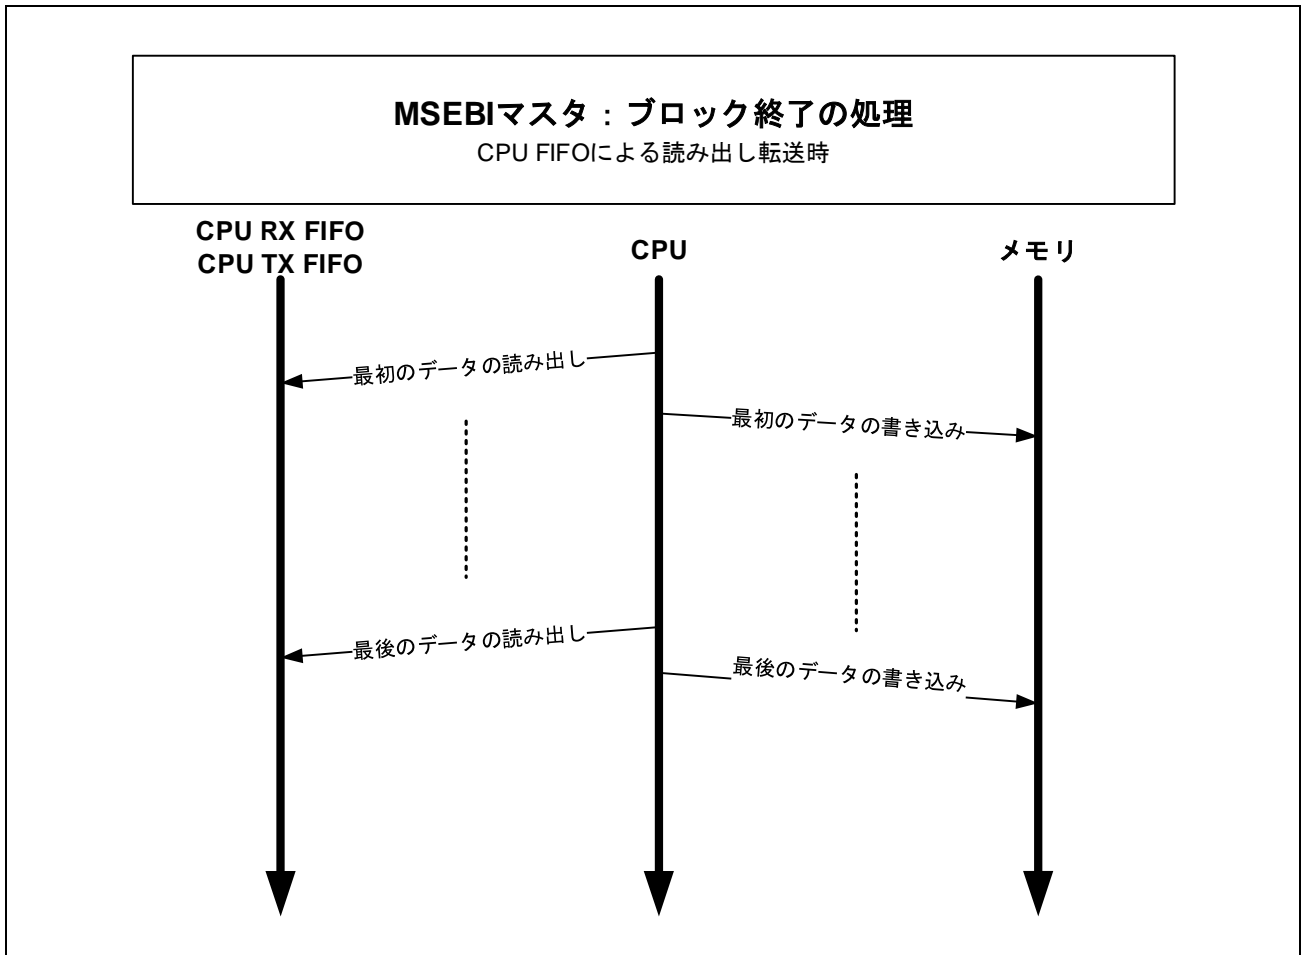 MSEBIマスタ：ブロック終了の処理
CPU FIFOによる読み出し転送時
CPU RX FIFO
CPU TX FIFO
CPU
メモリ
最初のデータの読み出し
最初のデータの書き込み
最後のデータの読み出し
最後のデータの書き込み